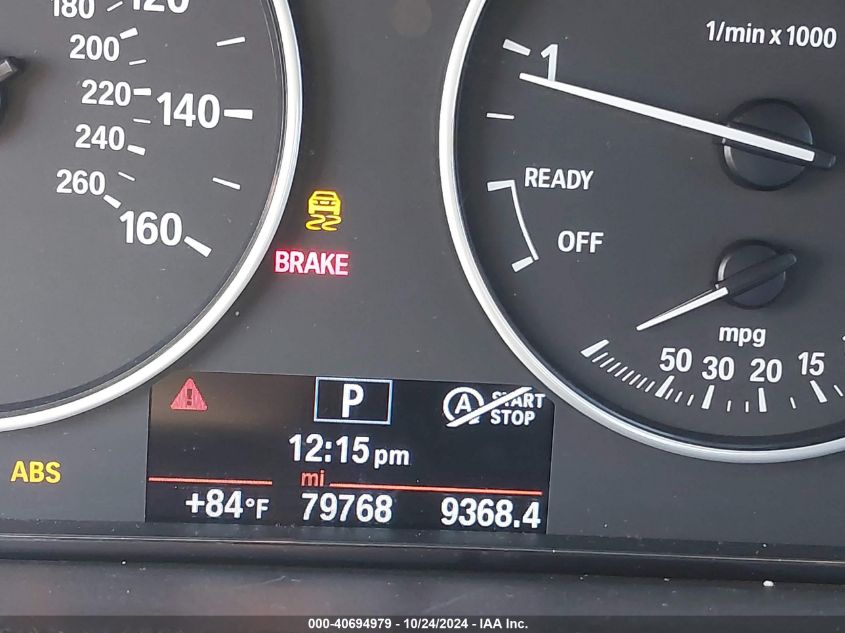 180
120
200
220
140
240
260
160
BRAKE
ABS
1/min x 1000
1
READY
OFF
mpg
50 30 20 15
P
A START STOP
12:15 pm
mi
+84°F 79768 9368.4
000-40694979 - 10/24/2024 - IAA Inc.